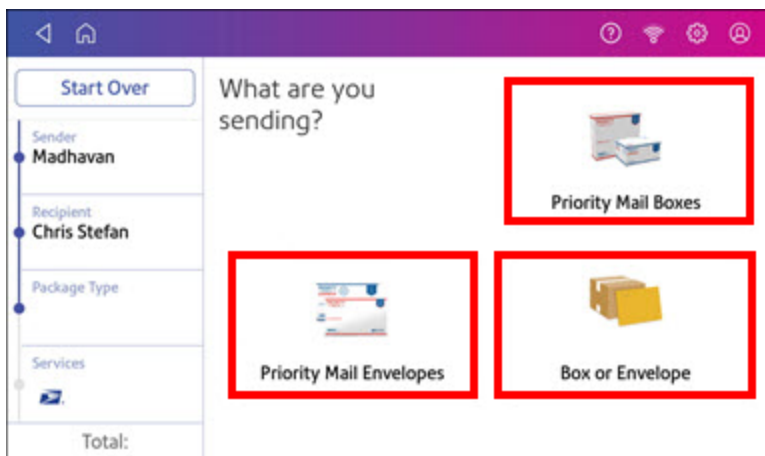 Start Over
What are you
sending?
Sender
Madhavan
Recipient
Chris Stefan
Package Type
Services
Total:
Priority Mail Boxes
Priority Mail Envelopes
Box or Envelope